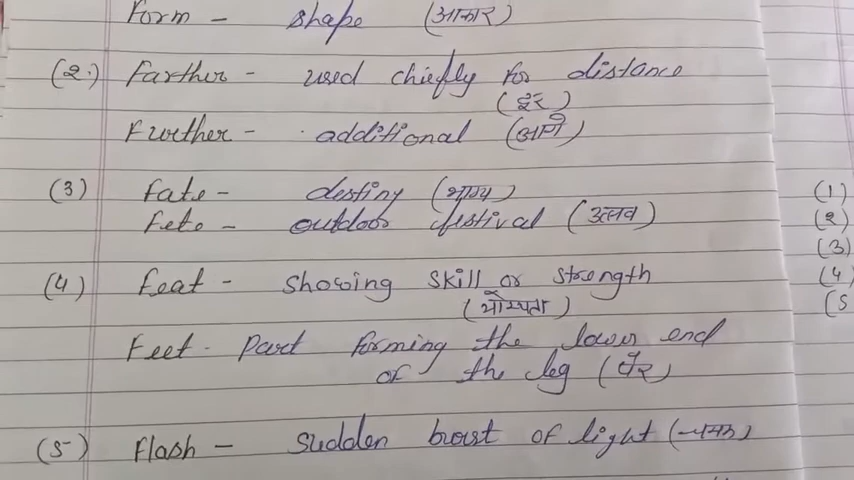 Form - shape (आकार)
(2.) Farther - used chiefly for distance
(दूर)
Further - additional (आगे)
(3) Fate - destiny (भाग्य)
Fete - outdoor festival (उत्सव)
(4) Feat - showing skill or strength
(योग्यता)
Feet - part forming the lower end
of the leg (पैर)
(5) Flash - sudden burst of light (चमक)
(1)
(2)
(3)
(4)
(5